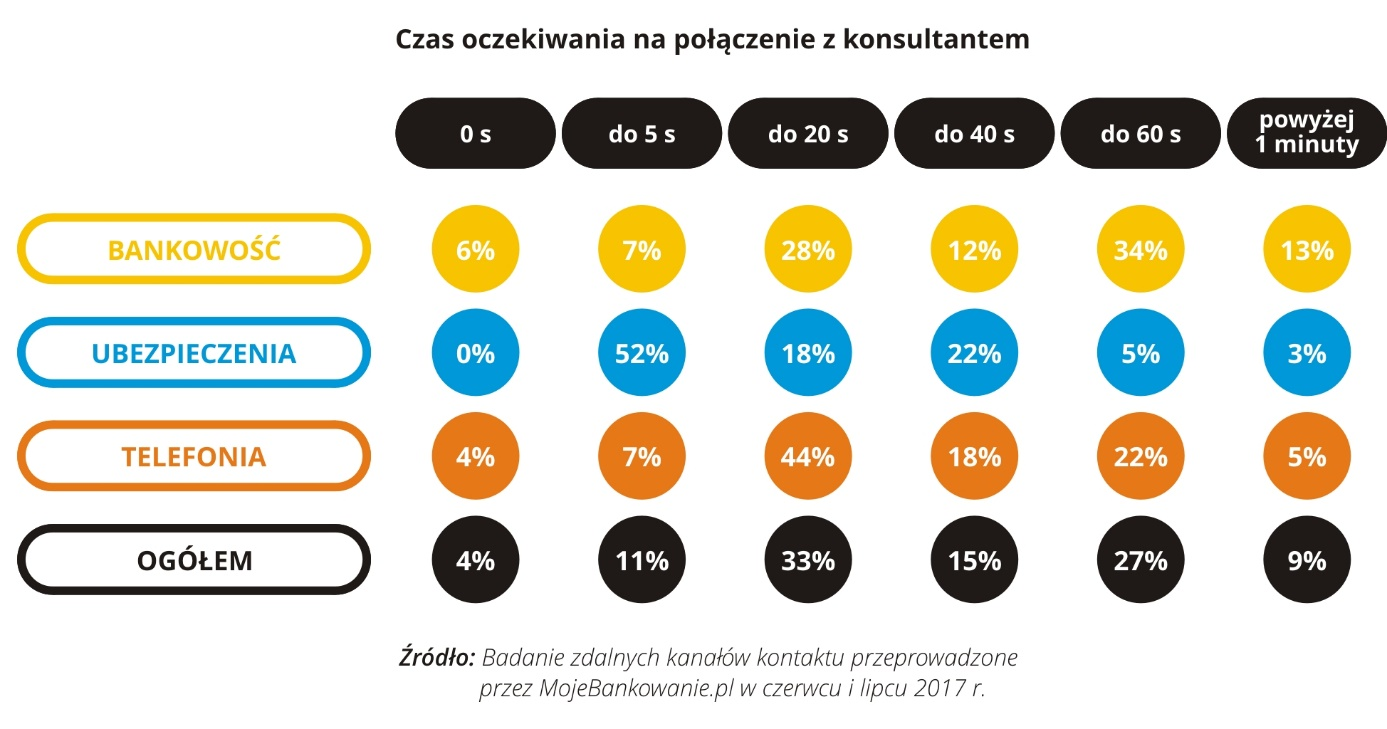 Czas oczekiwania na połączenie z konsultantem
0 s do 5 s do 20 s do 40 s do 60 s powyżej
1 minuty
BANKOWOŚĆ 6% 7% 28% 12% 34% 13%
UBEZPIECZENIA 0% 52% 18% 22% 5% 3%
TELEFONIA 4% 7% 44% 18% 22% 5%
OGÓŁEM 4% 11% 33% 15% 27% 9%
Źródło: Badanie zdalnych kanałów kontaktu przeprowadzone
przez MojeBankowanie.pl w czerwcu i lipcu 2017 r.